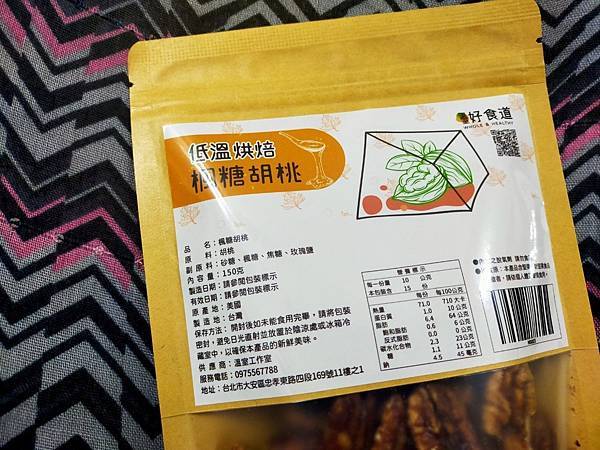 好食道
WHOLE & HEALTHY
低溫烘焙
楓糖胡桃
品名：楓糖胡桃
原料：胡桃
副原料：砂糖、楓糖、焦糖、玫瑰鹽
內容量：150克
製造日期：請參閱包裝標示
有效日期：請參閱包裝標示
原產地：美國
製造地：台灣
保存方法：開封後如未能食用完畢，請將包裝
密封，避免日光直射並放置於陰涼處或冰箱冷
藏室中，以確保本產品的新鮮美味。
供應商：溫室工作室
服務電話：0975567788
地址：台北市大安區忠孝東路四段169號11樓之1
營養標示
每一份量 10 公克
本包裝含 15 份
每份 每100公克
熱量 71.0 710 大卡
蛋白質 1.0 10 公克
脂肪 6.4 64 公克
飽和脂肪 0.6 6 公克
反式脂肪 0 0 公克
碳水化合物 2.3 23 公克
糖 1.1 11 公克
鈉 4.5 45 毫克